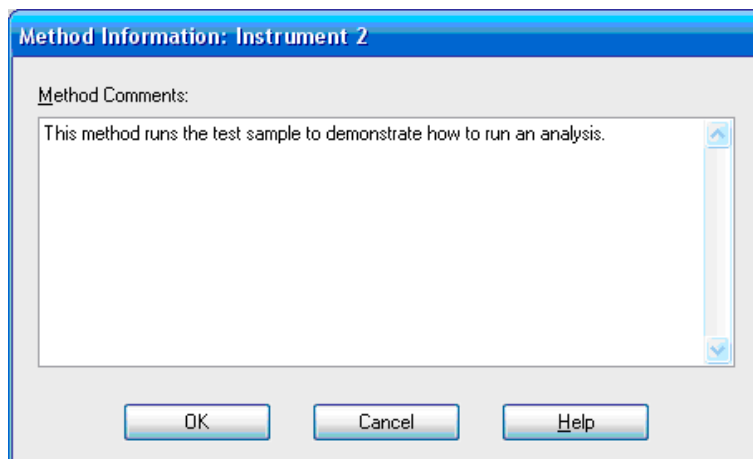 Method Information: Instrument 2
Method Comments:
This method runs the test sample to demonstrate how to run an analysis.
OK
Cancel
Help